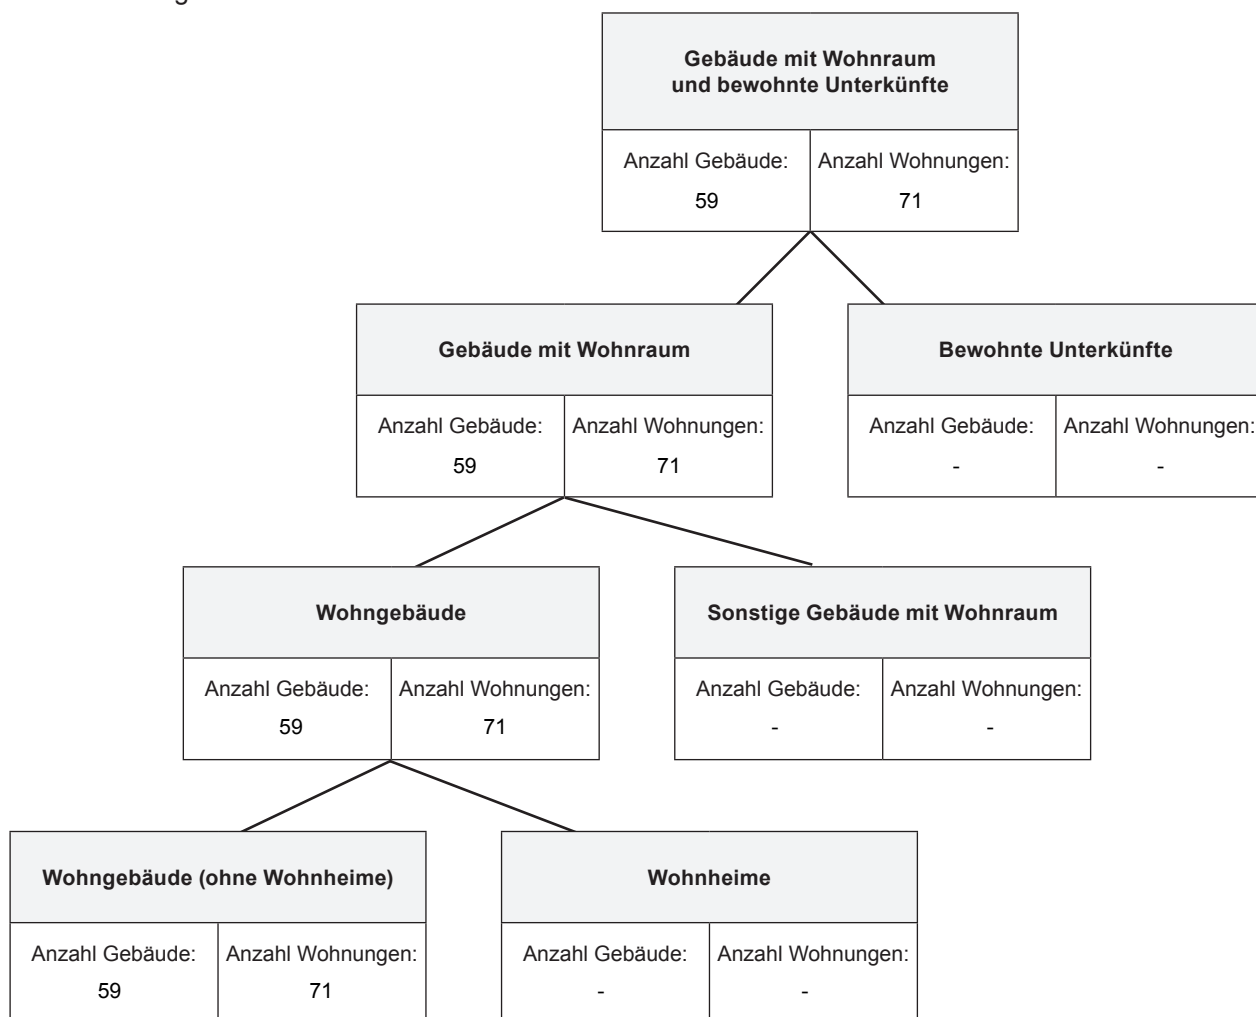 Gebäude mit Wohnraum
und bewohnte Unterkünfte
Anzahl Gebäude: Anzahl Wohnungen:
59 71
Gebäude mit Wohnraum
Bewohnte Unterkünfte
Anzahl Gebäude: Anzahl Wohnungen:
59 71
Anzahl Gebäude: Anzahl Wohnungen:
- -
Wohngebäude
Sonstige Gebäude mit Wohnraum
Anzahl Gebäude: Anzahl Wohnungen:
59 71
Anzahl Gebäude: Anzahl Wohnungen:
- -
Wohngebäude (ohne Wohnheime)
Wohnheime
Anzahl Gebäude: Anzahl Wohnungen:
59 71
Anzahl Gebäude: Anzahl Wohnungen:
- -